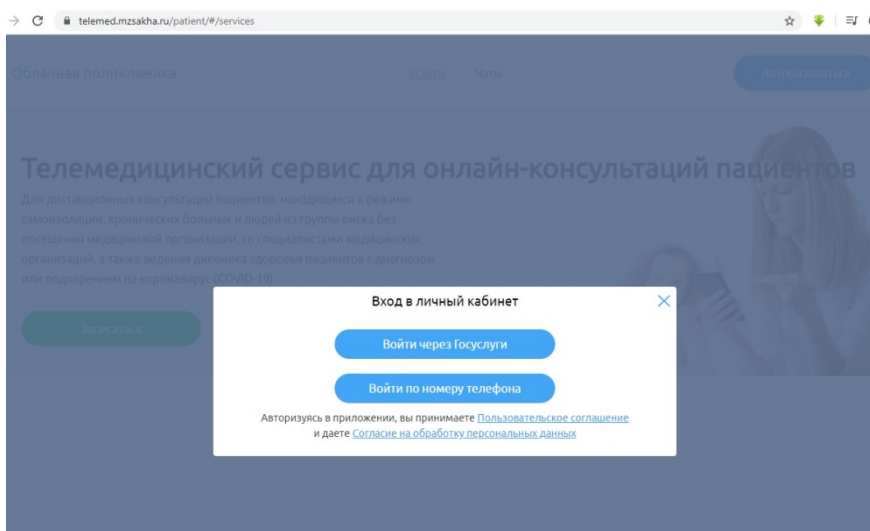 telemed.mzsakha.ru/patient/#/services
Облачная поликлиника
Услуги Чаты
Авторизоваться
Телемедицинский сервис для онлайн-консультаций пациентов
Для дистанционных консультаций пациентов, находящихся в режиме
самоизоляции, хронических больных и людей из группы риска без
посещения медицинской организации, со специалистами медицинских
организаций, а также ведения дневника здоровья пациентов с диагнозом
или подозрением на коронавирус (COVID-19)
Записаться
Вход в личный кабинет
Войти через Госуслуги
Войти по номеру телефона
Авторизуясь в приложении, вы принимаете Пользовательское соглашение
и даете Согласие на обработку персональных данных